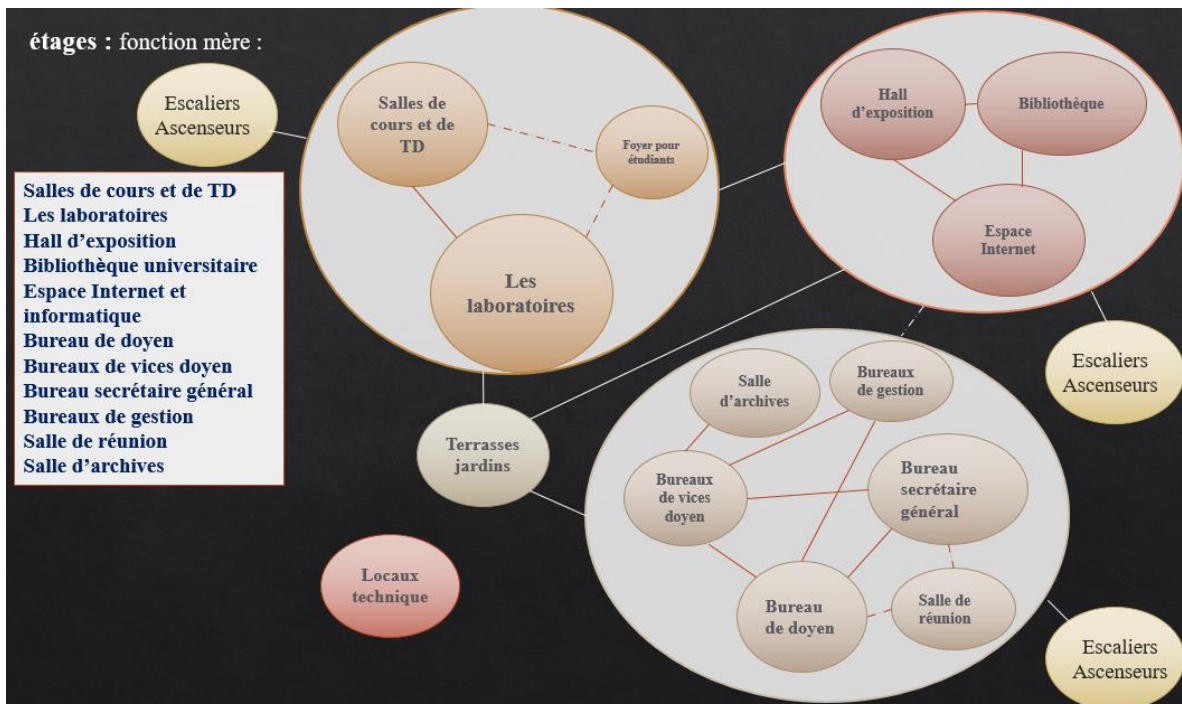 étages : fonction mère :
Escaliers
Ascenseurs
Salles de
cours et de
TD
Foyer pour
étudiants
Les
laboratoires
Hall
d’exposition
Bibliothèque
Espace
Internet
Salles de cours et de TD
Les laboratoires
Hall d’exposition
Bibliothèque universitaire
Espace Internet et
informatique
Bureau de doyen
Bureaux de vices doyen
Bureau secrétaire général
Bureaux de gestion
Salle de réunion
Salle d’archives
Escaliers
Ascenseurs
Terrasses
jardins
Salle
d’archives
Bureaux
de gestion
Bureaux
de vices
doyen
Bureau
secrétaire
général
Bureau
de doyen
Salle de
réunion
Locaux
technique
Escaliers
Ascenseurs